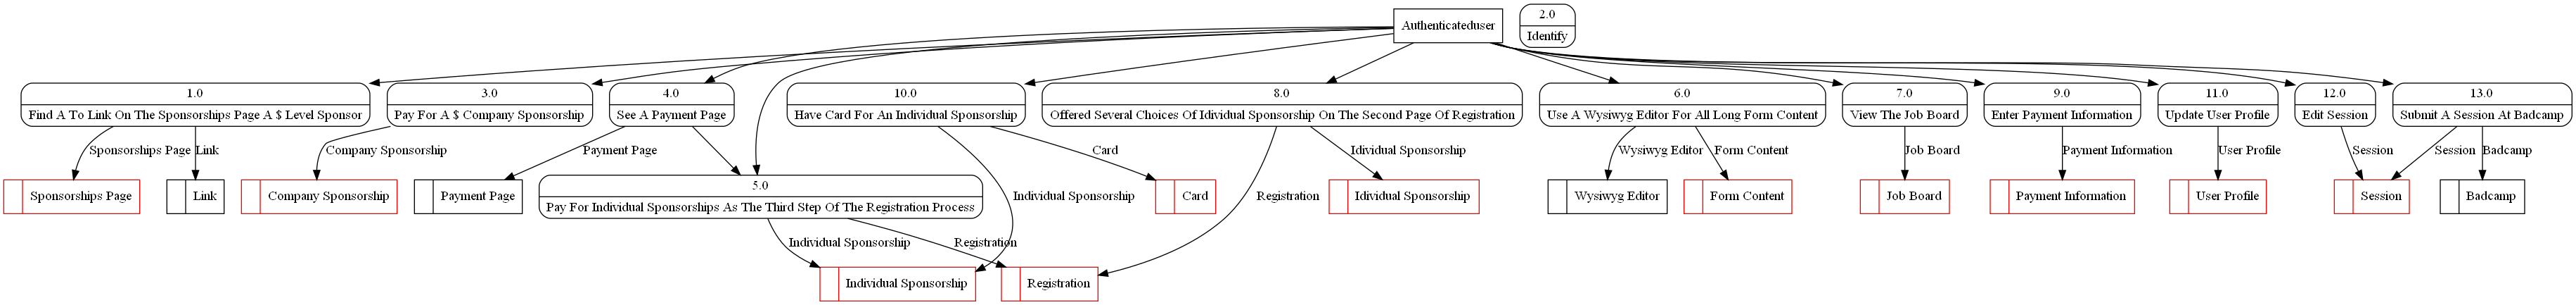 Authenticateduser
2.0
Identify
1.0
Find A To Link On The Sponsorships Page A $ Level Sponsor
3.0
Pay For A $ Company Sponsorship
4.0
See A Payment Page
10.0
Have Card For An Individual Sponsorship
8.0
Offered Several Choices Of Idividual Sponsorship On The Second Page Of Registration
6.0
Use A Wysiwyg Editor For All Long Form Content
7.0
View The Job Board
9.0
Enter Payment Information
11.0
Update User Profile
12.0
Edit Session
13.0
Submit A Session At Badcamp
Sponsorships Page
Link
Company Sponsorship
Payment Page
Card
Idividual Sponsorship
Wysiwyg Editor
Form Content
Job Board
Payment Information
User Profile
Session
Session
Badcamp
Sponsorships Page
Link
Company Sponsorship
Payment Page
5.0
Pay For Individual Sponsorships As The Third Step Of The Registration Process
Individual Sponsorship
Card
Registration
Idividual Sponsorship
Wysiwyg Editor
Form Content
Job Board
Payment Information
User Profile
Session
Badcamp
Individual Sponsorship
Registration
Individual Sponsorship
Registration